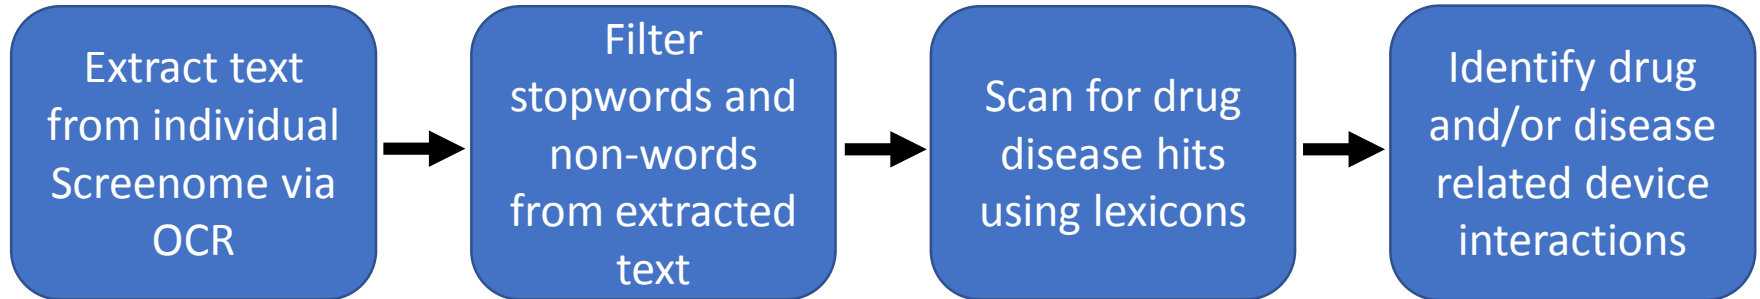 Extract text
from individual
Screenome via
OCR
Filter
stopwords and
non-words
from extracted
text
Scan for drug
disease hits
using lexicons
Identify drug
and/or disease
related device
interactions